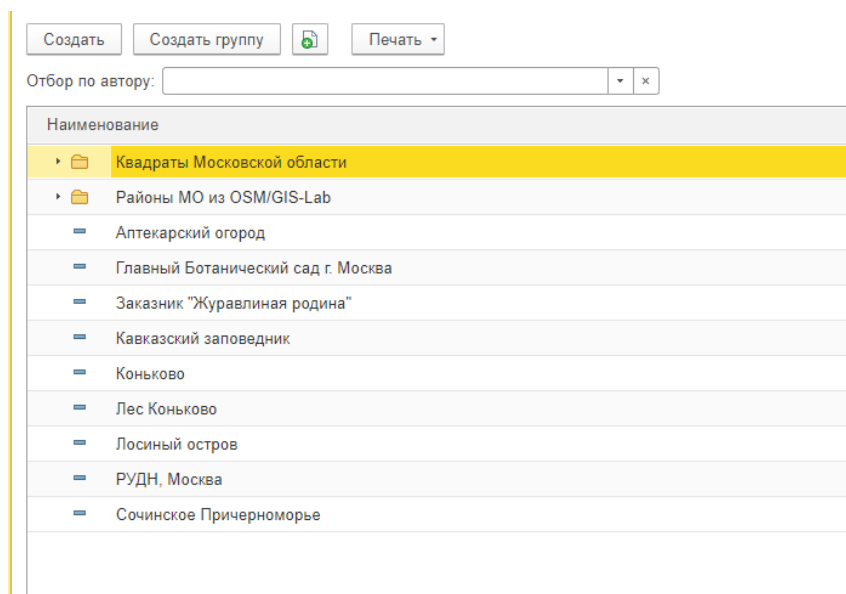 Создать Создать группу Печать
Отбор по автору:
Наименование
Квадраты Московской области
Районы МО из OSM/GIS-Lab
Аптекарский огород
Главный Ботанический сад г. Москва
Заказник "Журавлиная родина"
Кавказский заповедник
Коньково
Лес Коньково
Лосиный остров
РУДН, Москва
Сочинское Причерноморье